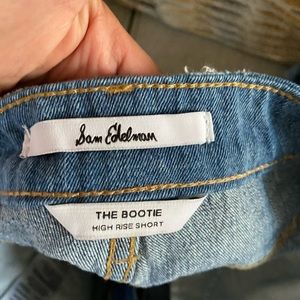 Sam Edelman
THE BOOTIE
HIGH RISE SHORT